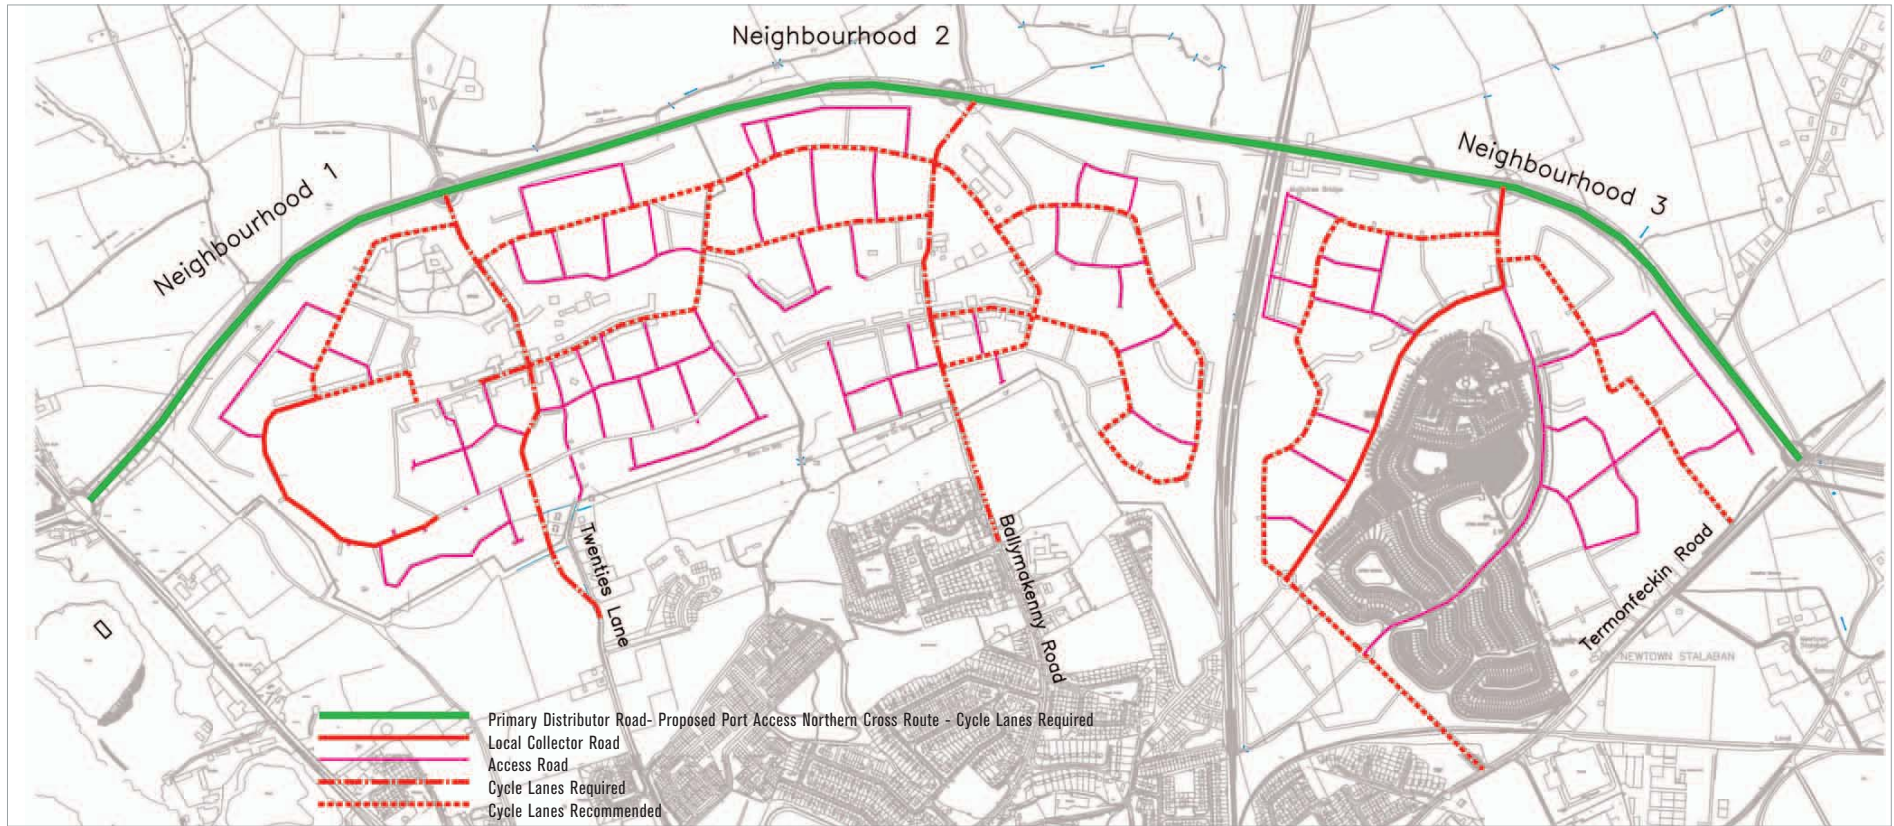 Neighbourhood 2
Neighbourhood 1
Neighbourhood 3
Twenties Lane
Ballymakenny Road
Termonfeckin Road
NEWTOWN STALABAN
Primary Distributor Road- Proposed Port Access Northern Cross Route - Cycle Lanes Required
Local Collector Road
Access Road
Cycle Lanes Required
Cycle Lanes Recommended